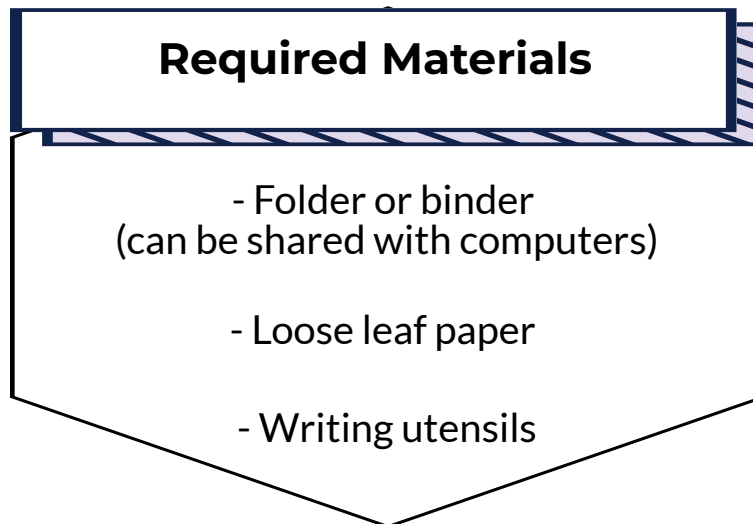 Required Materials
- Folder or binder
(can be shared with computers)
- Loose leaf paper
- Writing utensils